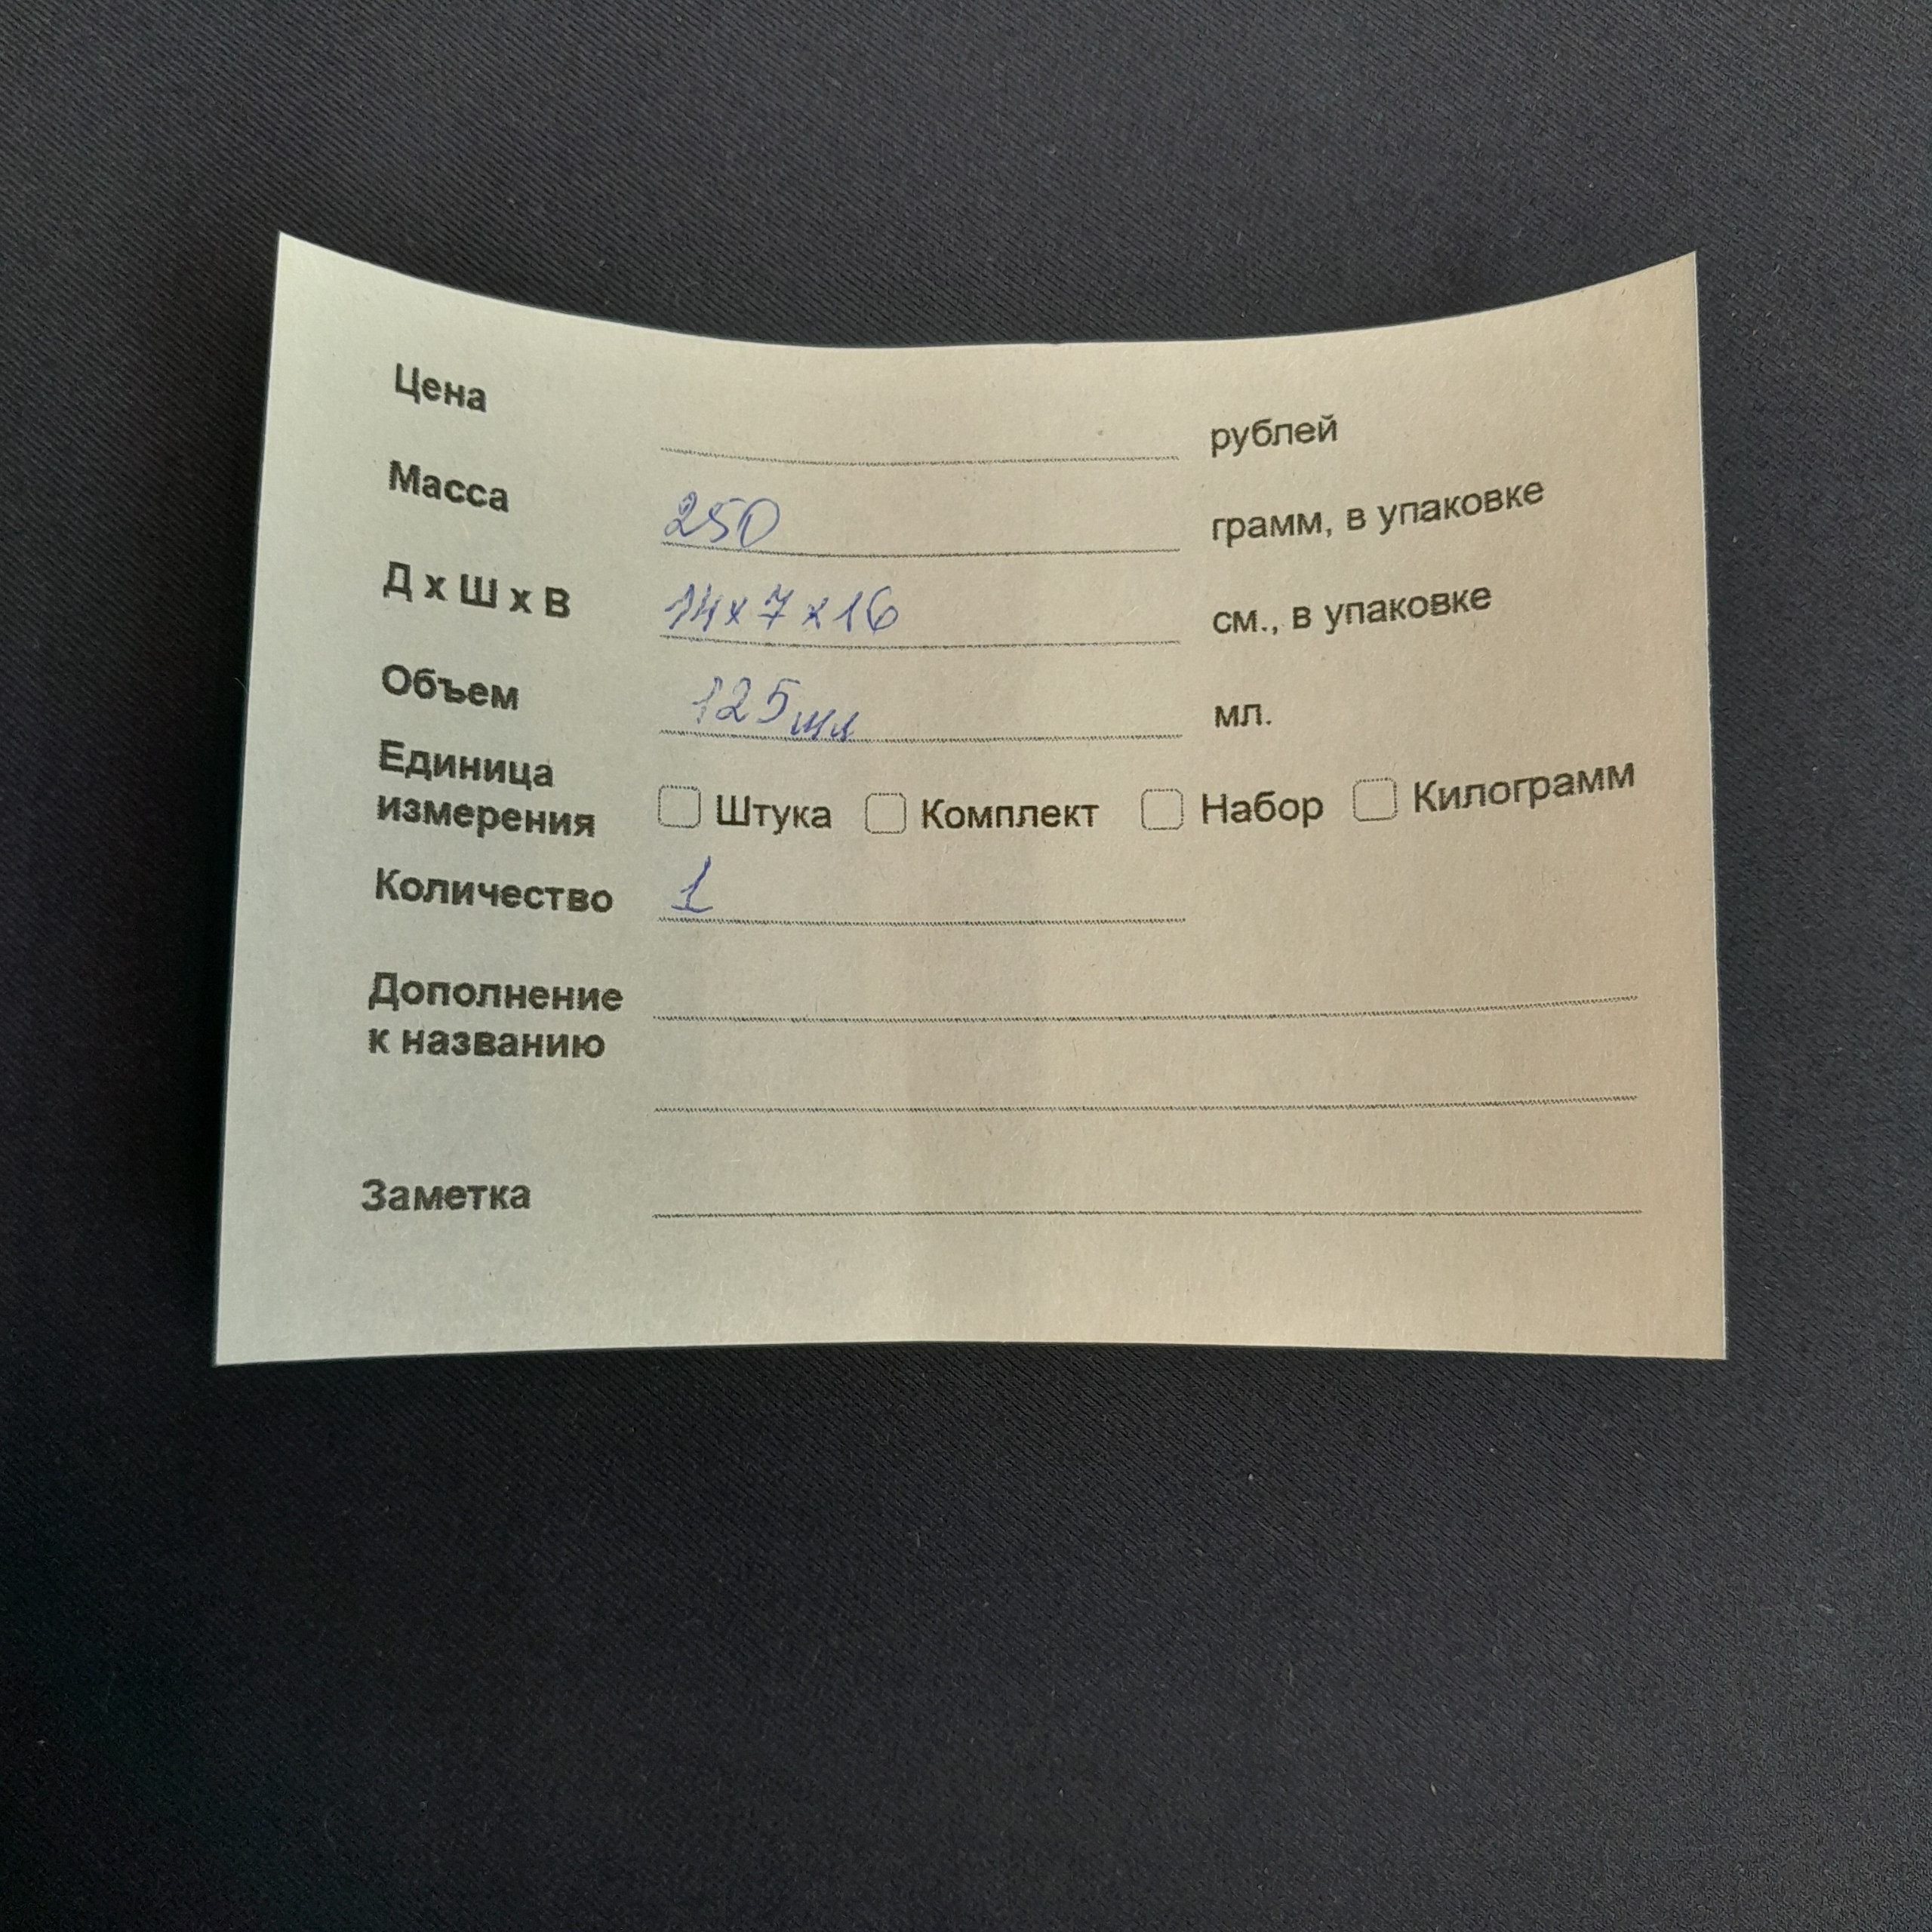 Цена рублей
Масса 250 грамм, в упаковке
Д х Ш х В 14х7х16 см., в упаковке
Объем 125мл мл.
Единица
измерения Штука Комплект Набор Килограмм
Количество 1
Дополнение
к названию
Заметка